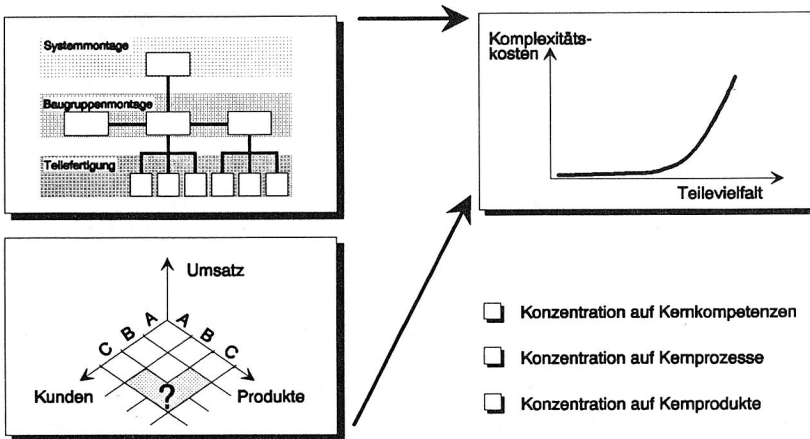 Systemmontage
Baugruppenmontage
Teilefertigung
Komplexitäts-
kosten
Teilevielfalt
Umsatz
C B A A B C
Kunden
?
Produkte
Konzentration auf Kernkompetenzen
Konzentration auf Kernprozesse
Konzentration auf Kernprodukte